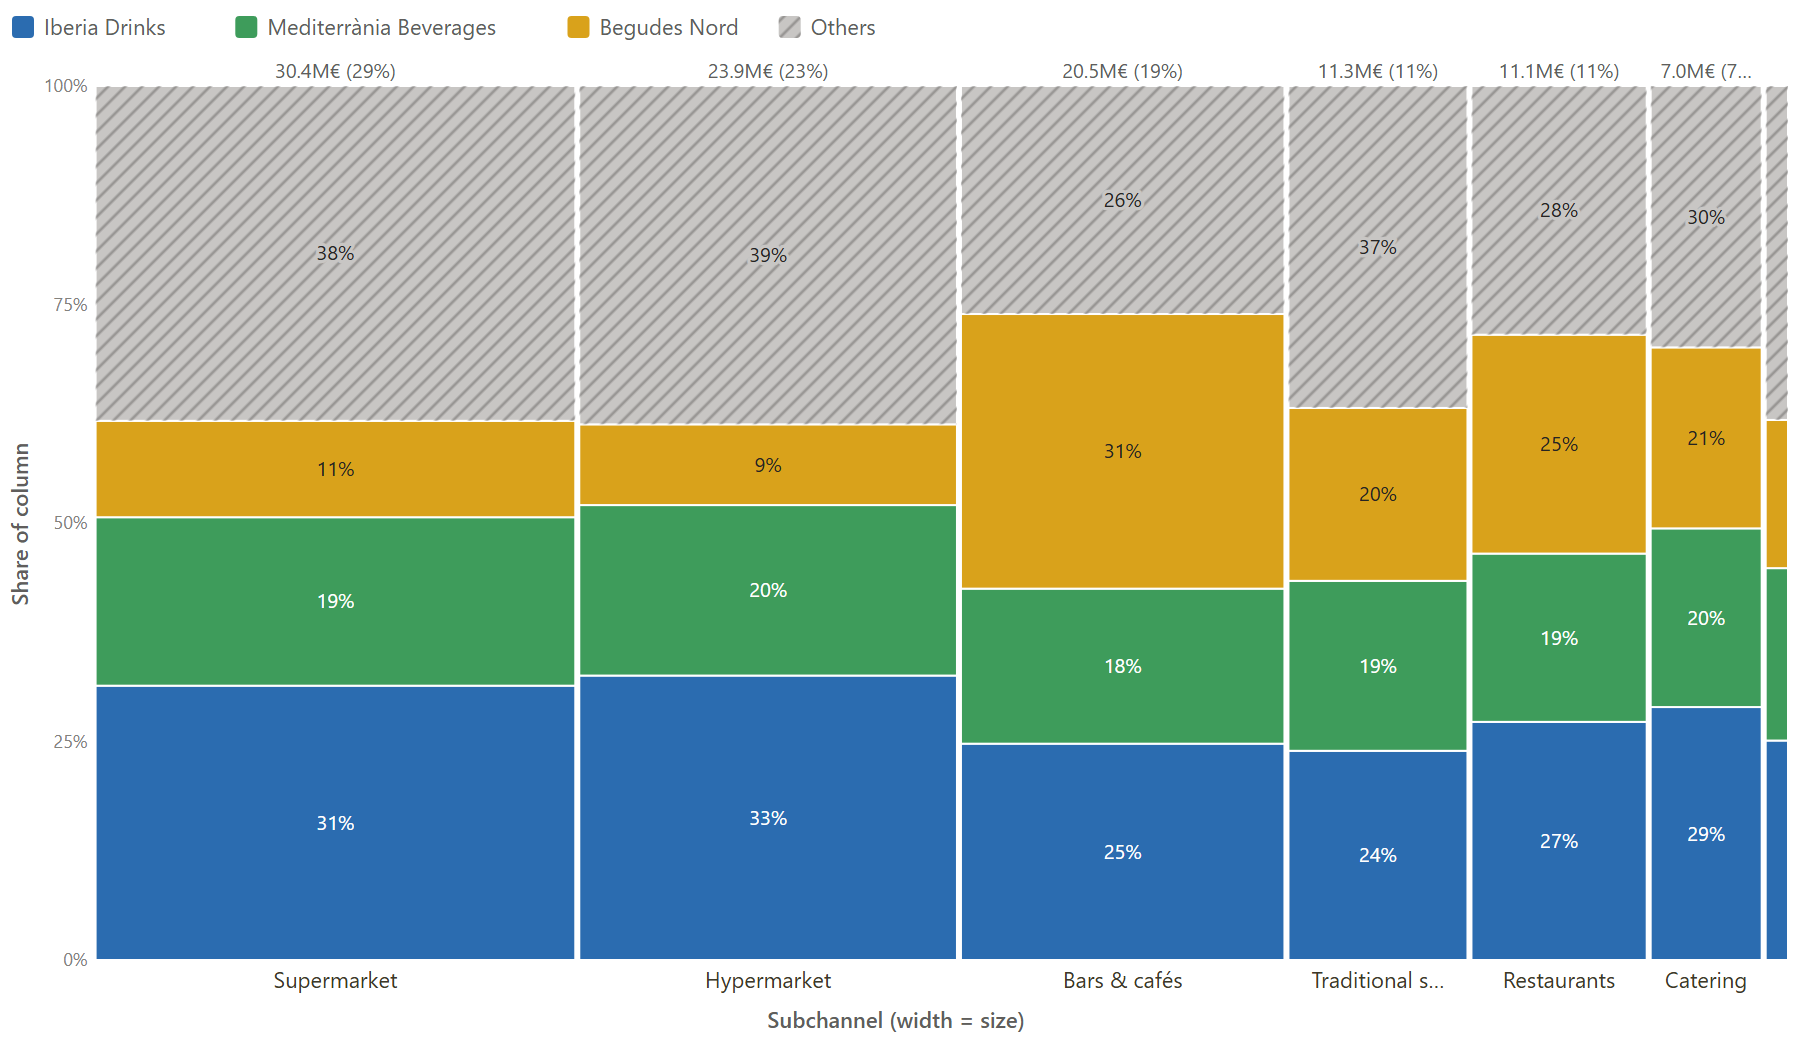 Iberia Drinks Mediterrània Beverages Begudes Nord Others
30.4M€ (29%) 23.9M€ (23%) 20.5M€ (19%) 11.3M€ (11%) 11.1M€ (11%) 7.0M€ (7...
100%
75%
50%
25%
0%
Share of column
38% 39% 26% 37% 28% 30%
11% 9% 31% 20% 25% 21%
19% 20% 18% 19% 19% 20%
31% 33% 25% 24% 27% 29%
Supermarket Hypermarket Bars & cafés Traditional s... Restaurants Catering
Subchannel (width = size)